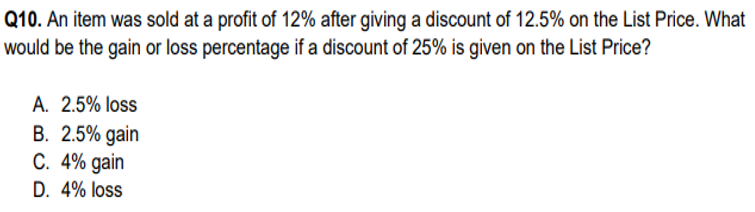 Q10. An item was sold at a profit of 12% after giving a discount of 12.5% on the List Price. What
would be the gain or loss percentage if a discount of 25% is given on the List Price?
A. 2.5% loss
B. 2.5% gain
C. 4% gain
D. 4% loss